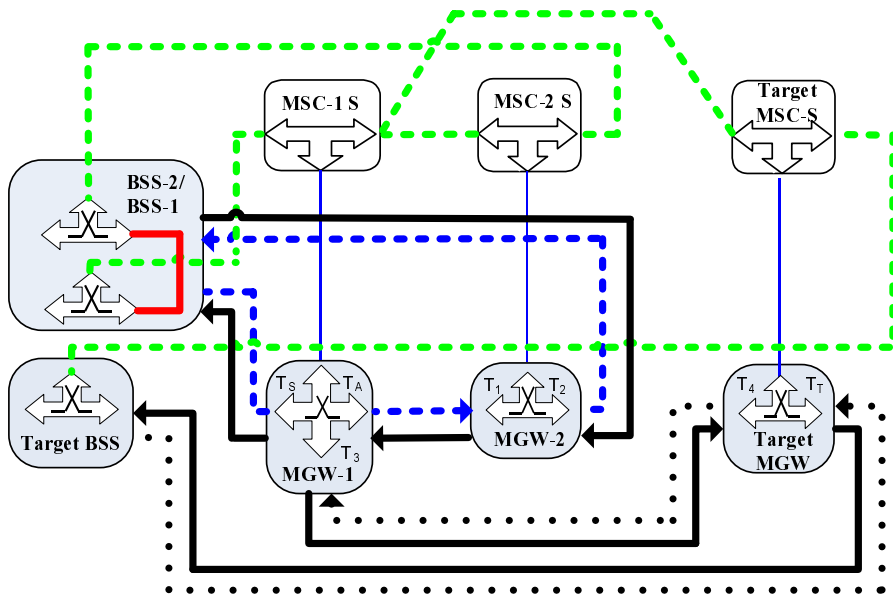 MSC-1 S
MSC-2 S
Target
MSC-S
BSS-2/
BSS-1
Target BSS
TS
TA
T3
MGW-1
T1
T2
MGW-2
T4
TT
Target
MGW